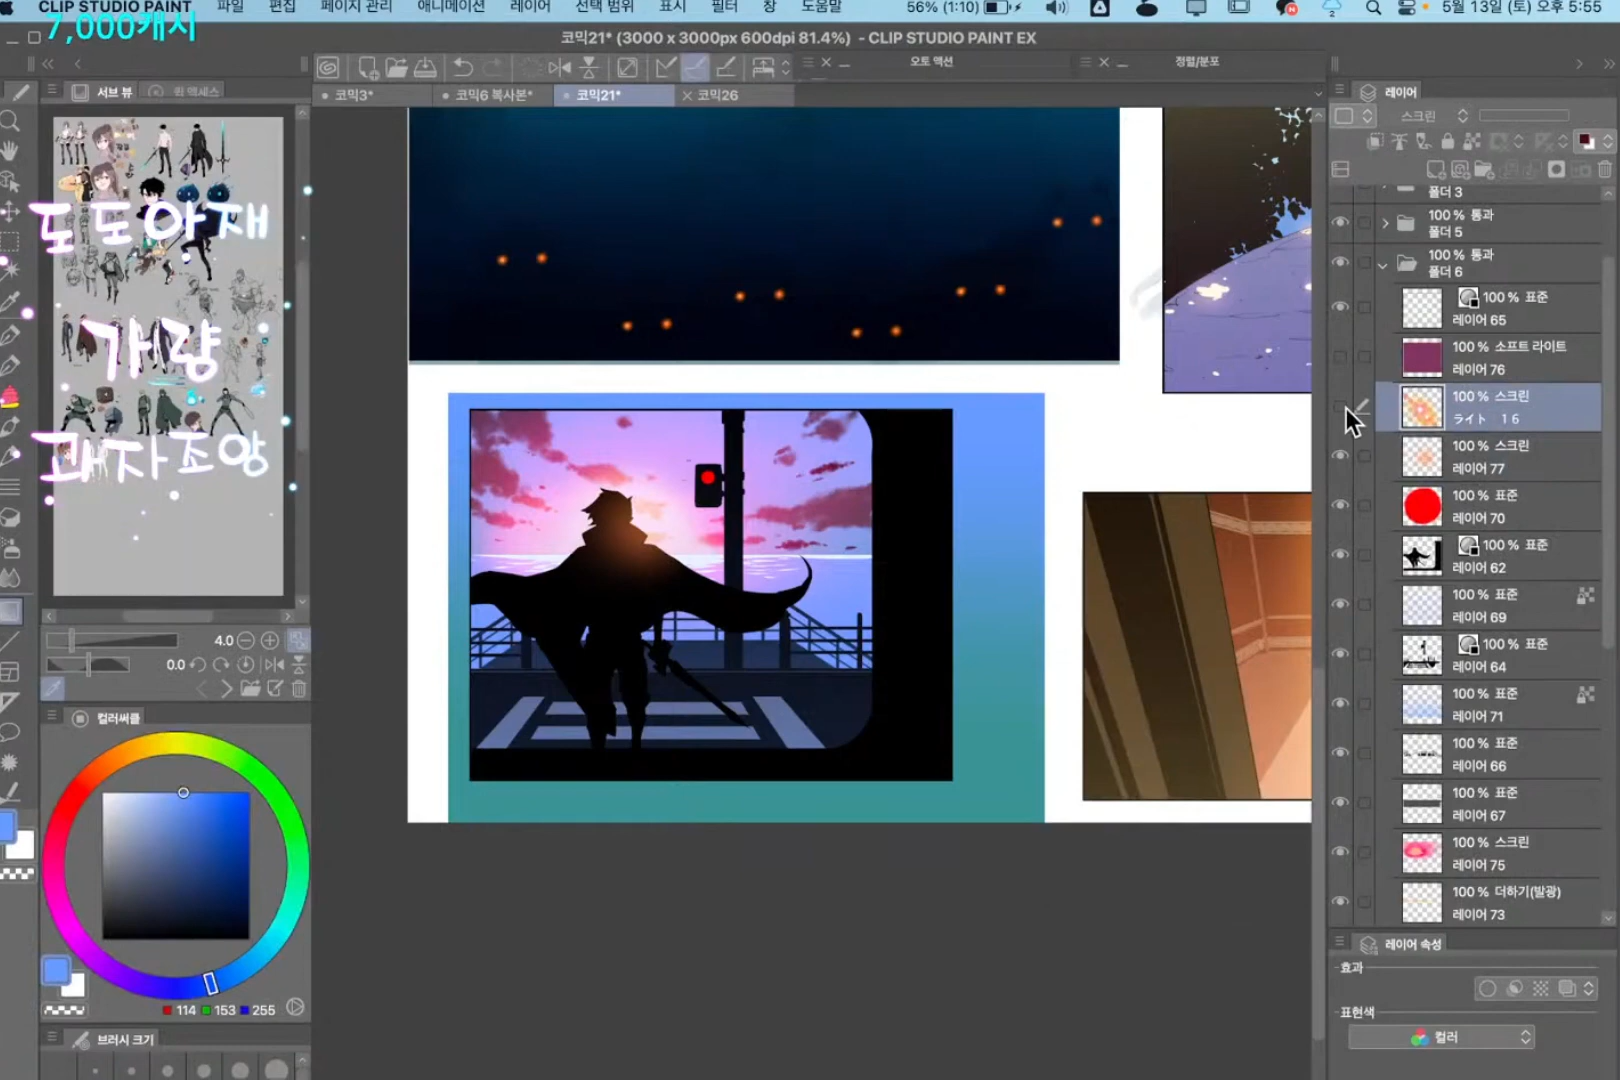 CLIP STUDIO PAINT 파일 편집 페이지 관리 애니메이션 레이어 선택 범위 표시 필터 창 도움말 56% (1:10) 5월 13일 (토) 오후 5:55
7,000캐시
코믹21* (3000 x 3000px 600dpi 81.4%) - CLIP STUDIO PAINT EX
오토 액션
정렬/분포
서브 뷰
퀵 액세스
코믹3*
코믹6 복사본*
코믹21*
코믹26
도도아재
가량
과자조앙
4.0
0.0
컬러써클
114 153 255
브러시 크기
레이어
스크린
폴더 3
100 % 통과
폴더 5
100 % 통과
폴더 6
100 % 표준
레이어 65
100 % 소프트 라이트
레이어 76
100 % 스크린
ライト 16
100 % 스크린
레이어 77
100 % 표준
레이어 70
100 % 표준
레이어 62
100 % 표준
레이어 69
100 % 표준
레이어 64
100 % 표준
레이어 71
100 % 표준
레이어 66
100 % 표준
레이어 67
100 % 스크린
레이어 75
100 % 더하기(발광)
레이어 73
레이어 속성
효과
표현색
컬러